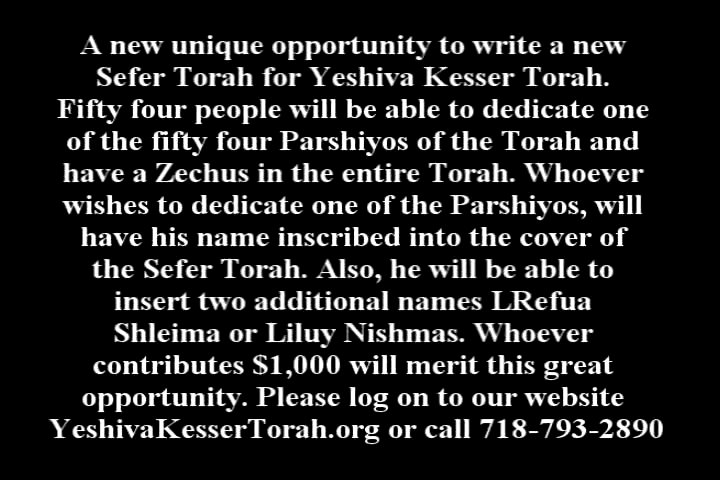 A new unique opportunity to write a new
Sefer Torah for Yeshiva Kesser Torah.
Fifty four people will be able to dedicate one
of the fifty four Parshiyos of the Torah and
have a Zechus in the entire Torah. Whoever
wishes to dedicate one of the Parshiyos, will
have his name inscribed into the cover of
the Sefer Torah. Also, he will be able to
insert two additional names LRefua
Shleima or Liluy Nishmas. Whoever
contributes $1,000 will merit this great
opportunity. Please log on to our website
YeshivaKesserTorah.org or call 718-793-2890